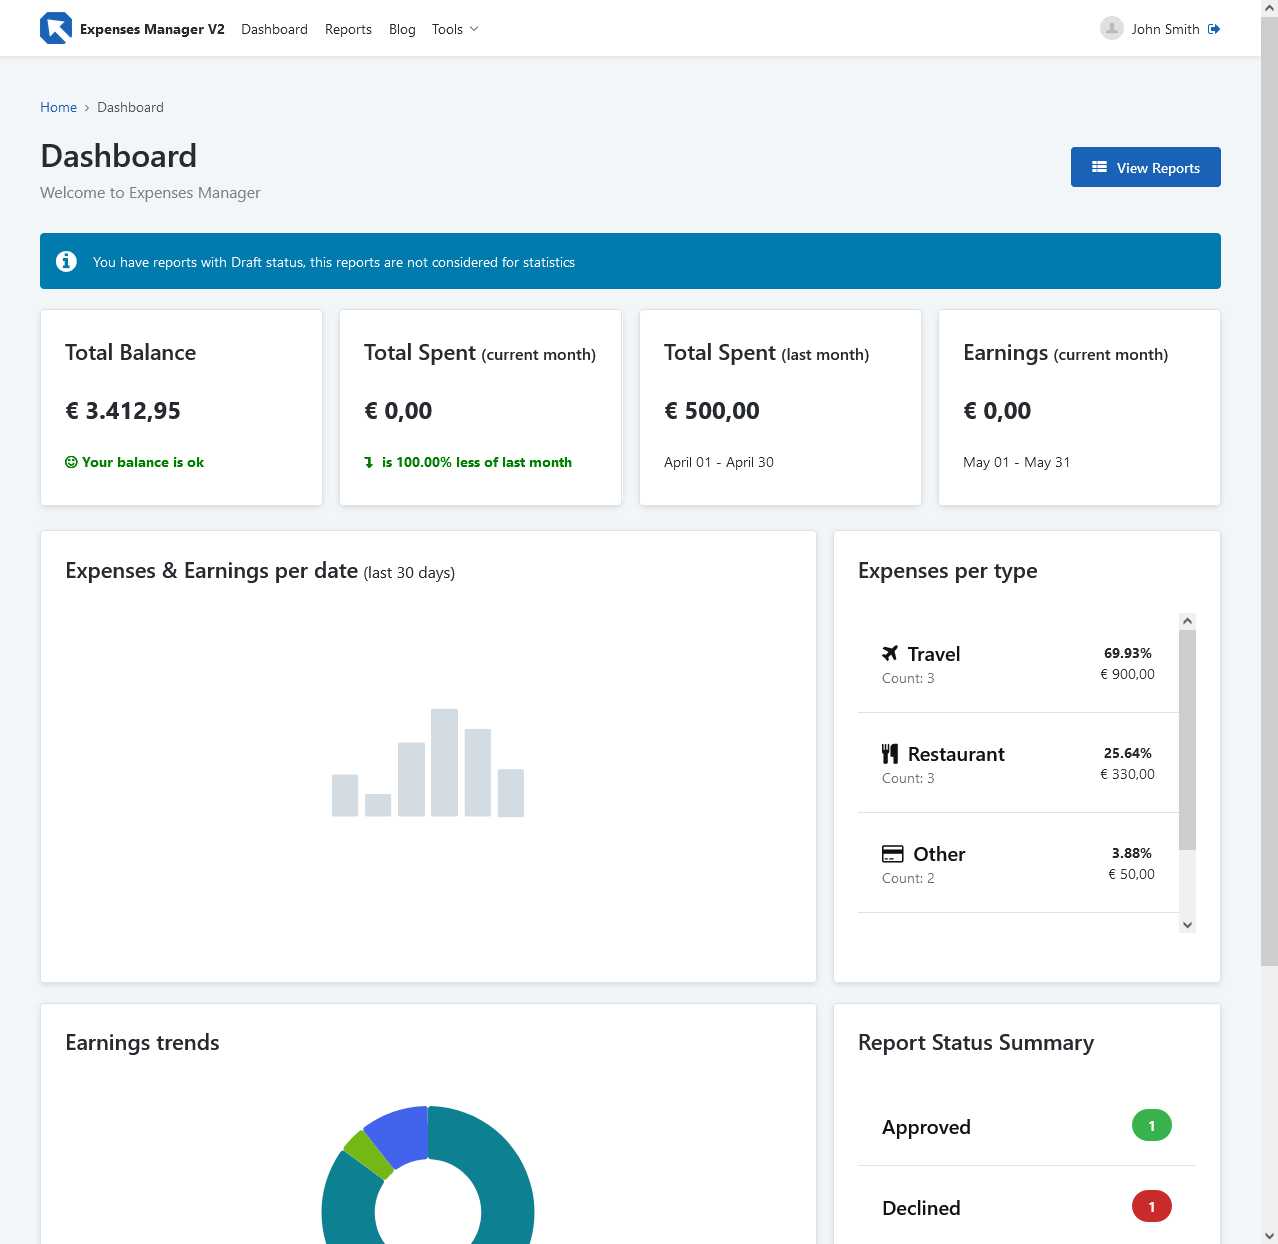 Expenses Manager V2 Dashboard Reports Blog Tools John Smith
Home › Dashboard
Dashboard
Welcome to Expenses Manager
View Reports
You have reports with Draft status, this reports are not considered for statistics
Total Balance
€ 3.412,95
Your balance is ok
Total Spent (current month)
€ 0,00
is 100.00% less of last month
Total Spent (last month)
€ 500,00
April 01 - April 30
Earnings (current month)
€ 0,00
May 01 - May 31
Expenses & Earnings per date (last 30 days)
Expenses per type
Travel 69.93%
Count: 3 € 900,00
Restaurant 25.64%
Count: 3 € 330,00
Other 3.88%
Count: 2 € 50,00
Earnings trends
Report Status Summary
Approved 1
Declined 1